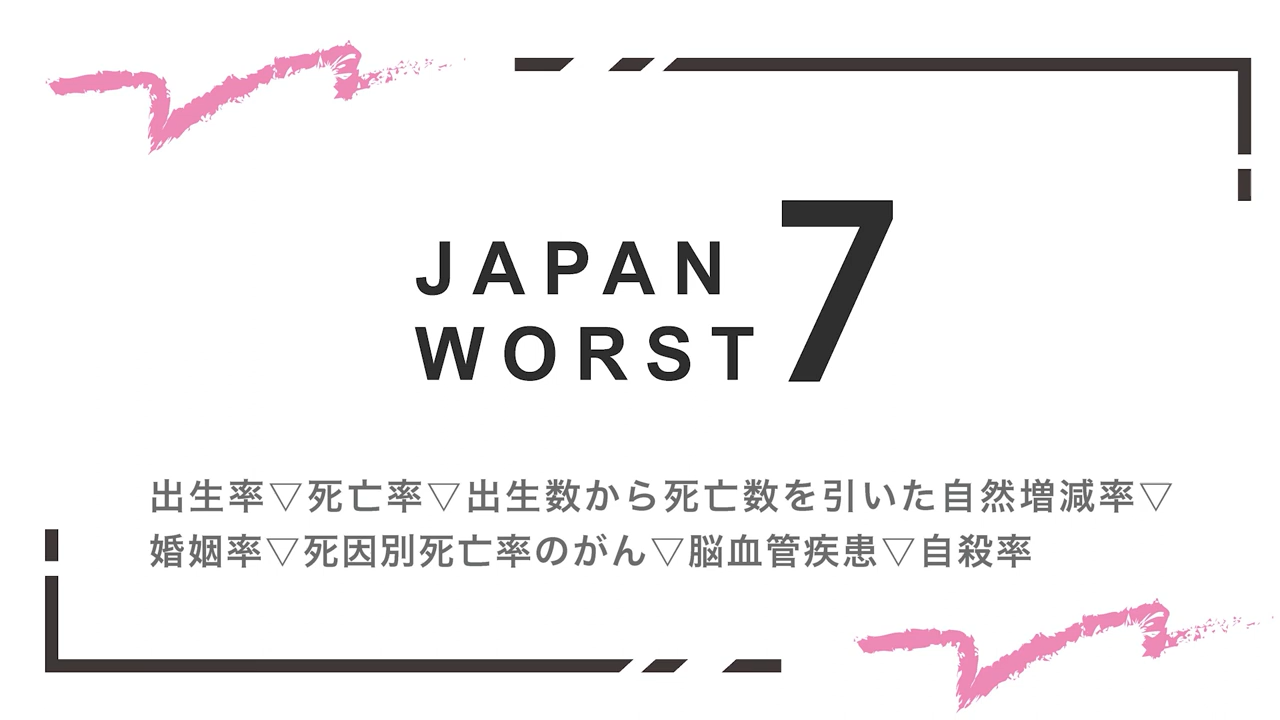 JAPAN
WORST 7
出生率▽死亡率▽出生数から死亡数を引いた自然増減率▽
婚姻率▽死因別死亡率のがん▽脳血管疾患▽自殺率